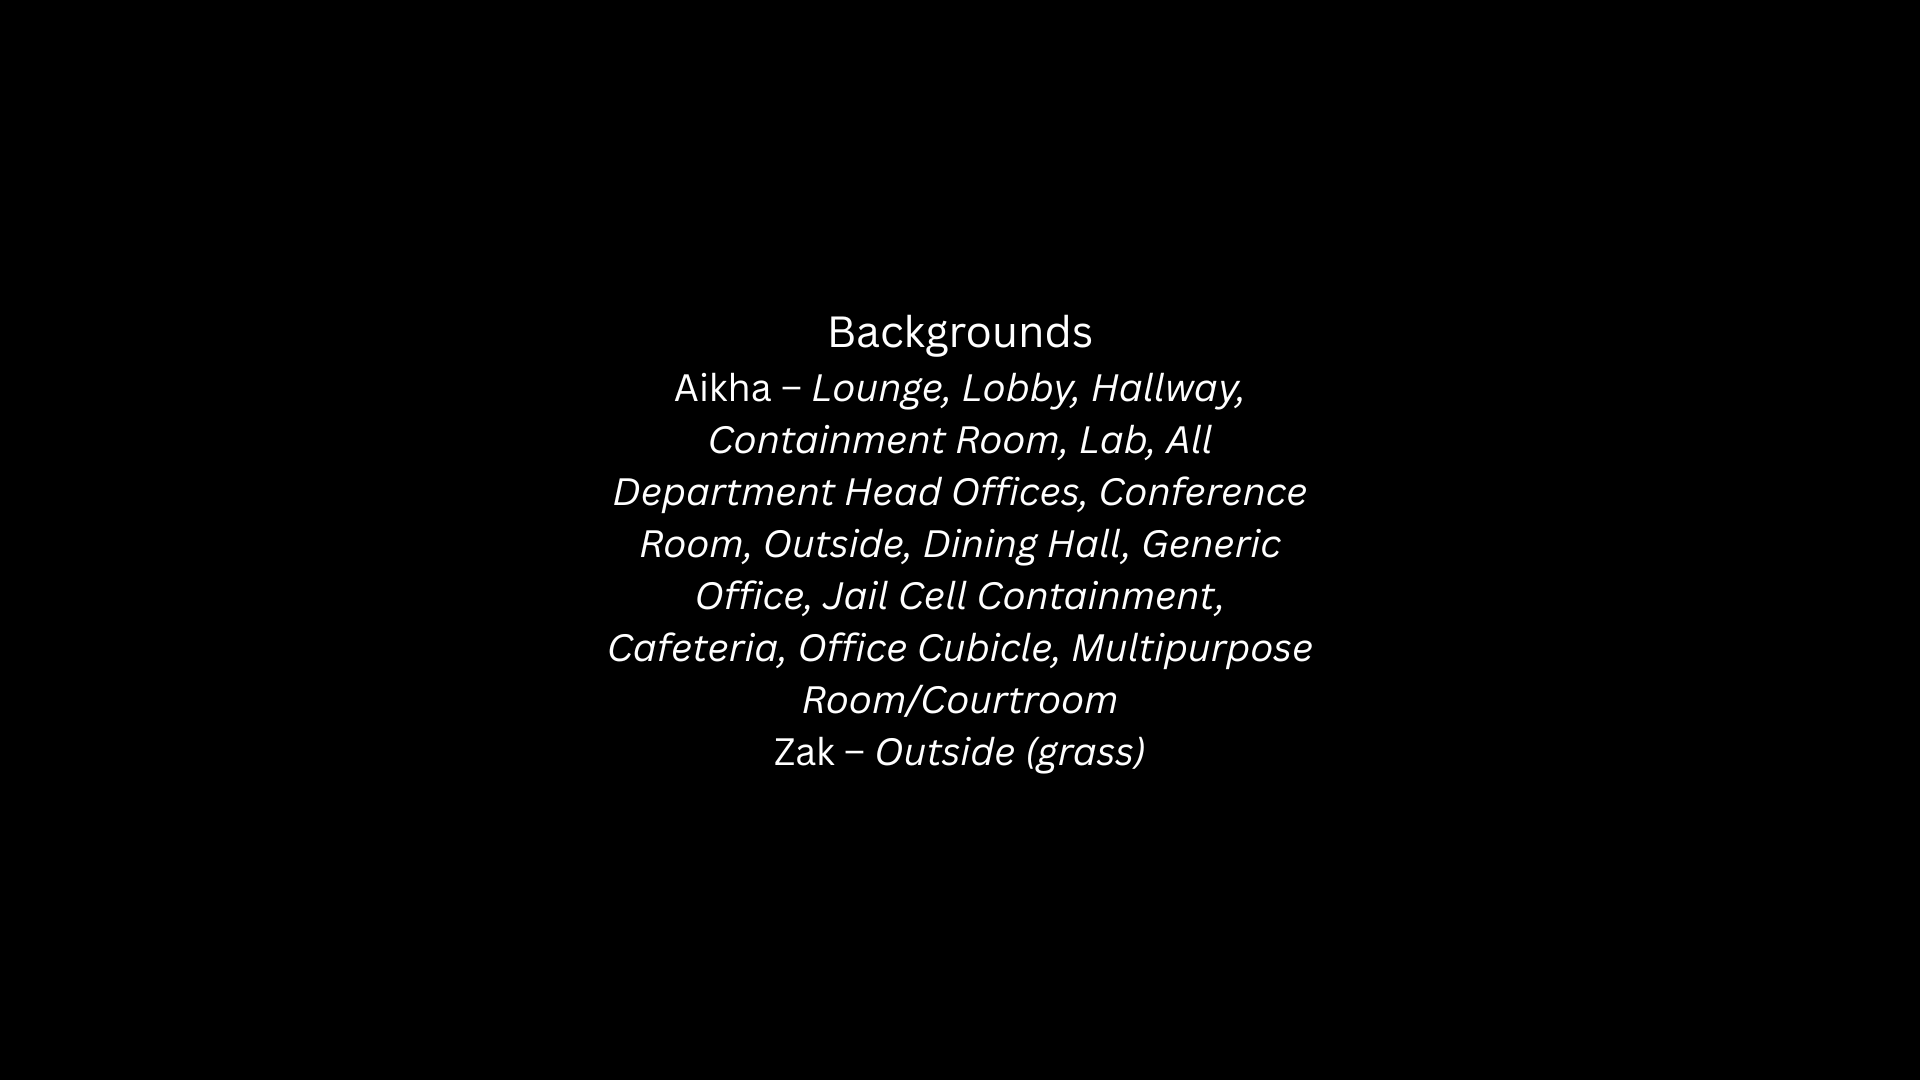 Backgrounds
Aikha – Lounge, Lobby, Hallway,
Containment Room, Lab, All
Department Head Offices, Conference
Room, Outside, Dining Hall, Generic
Office, Jail Cell Containment,
Cafeteria, Office Cubicle, Multipurpose
Room/Courtroom
Zak – Outside (grass)